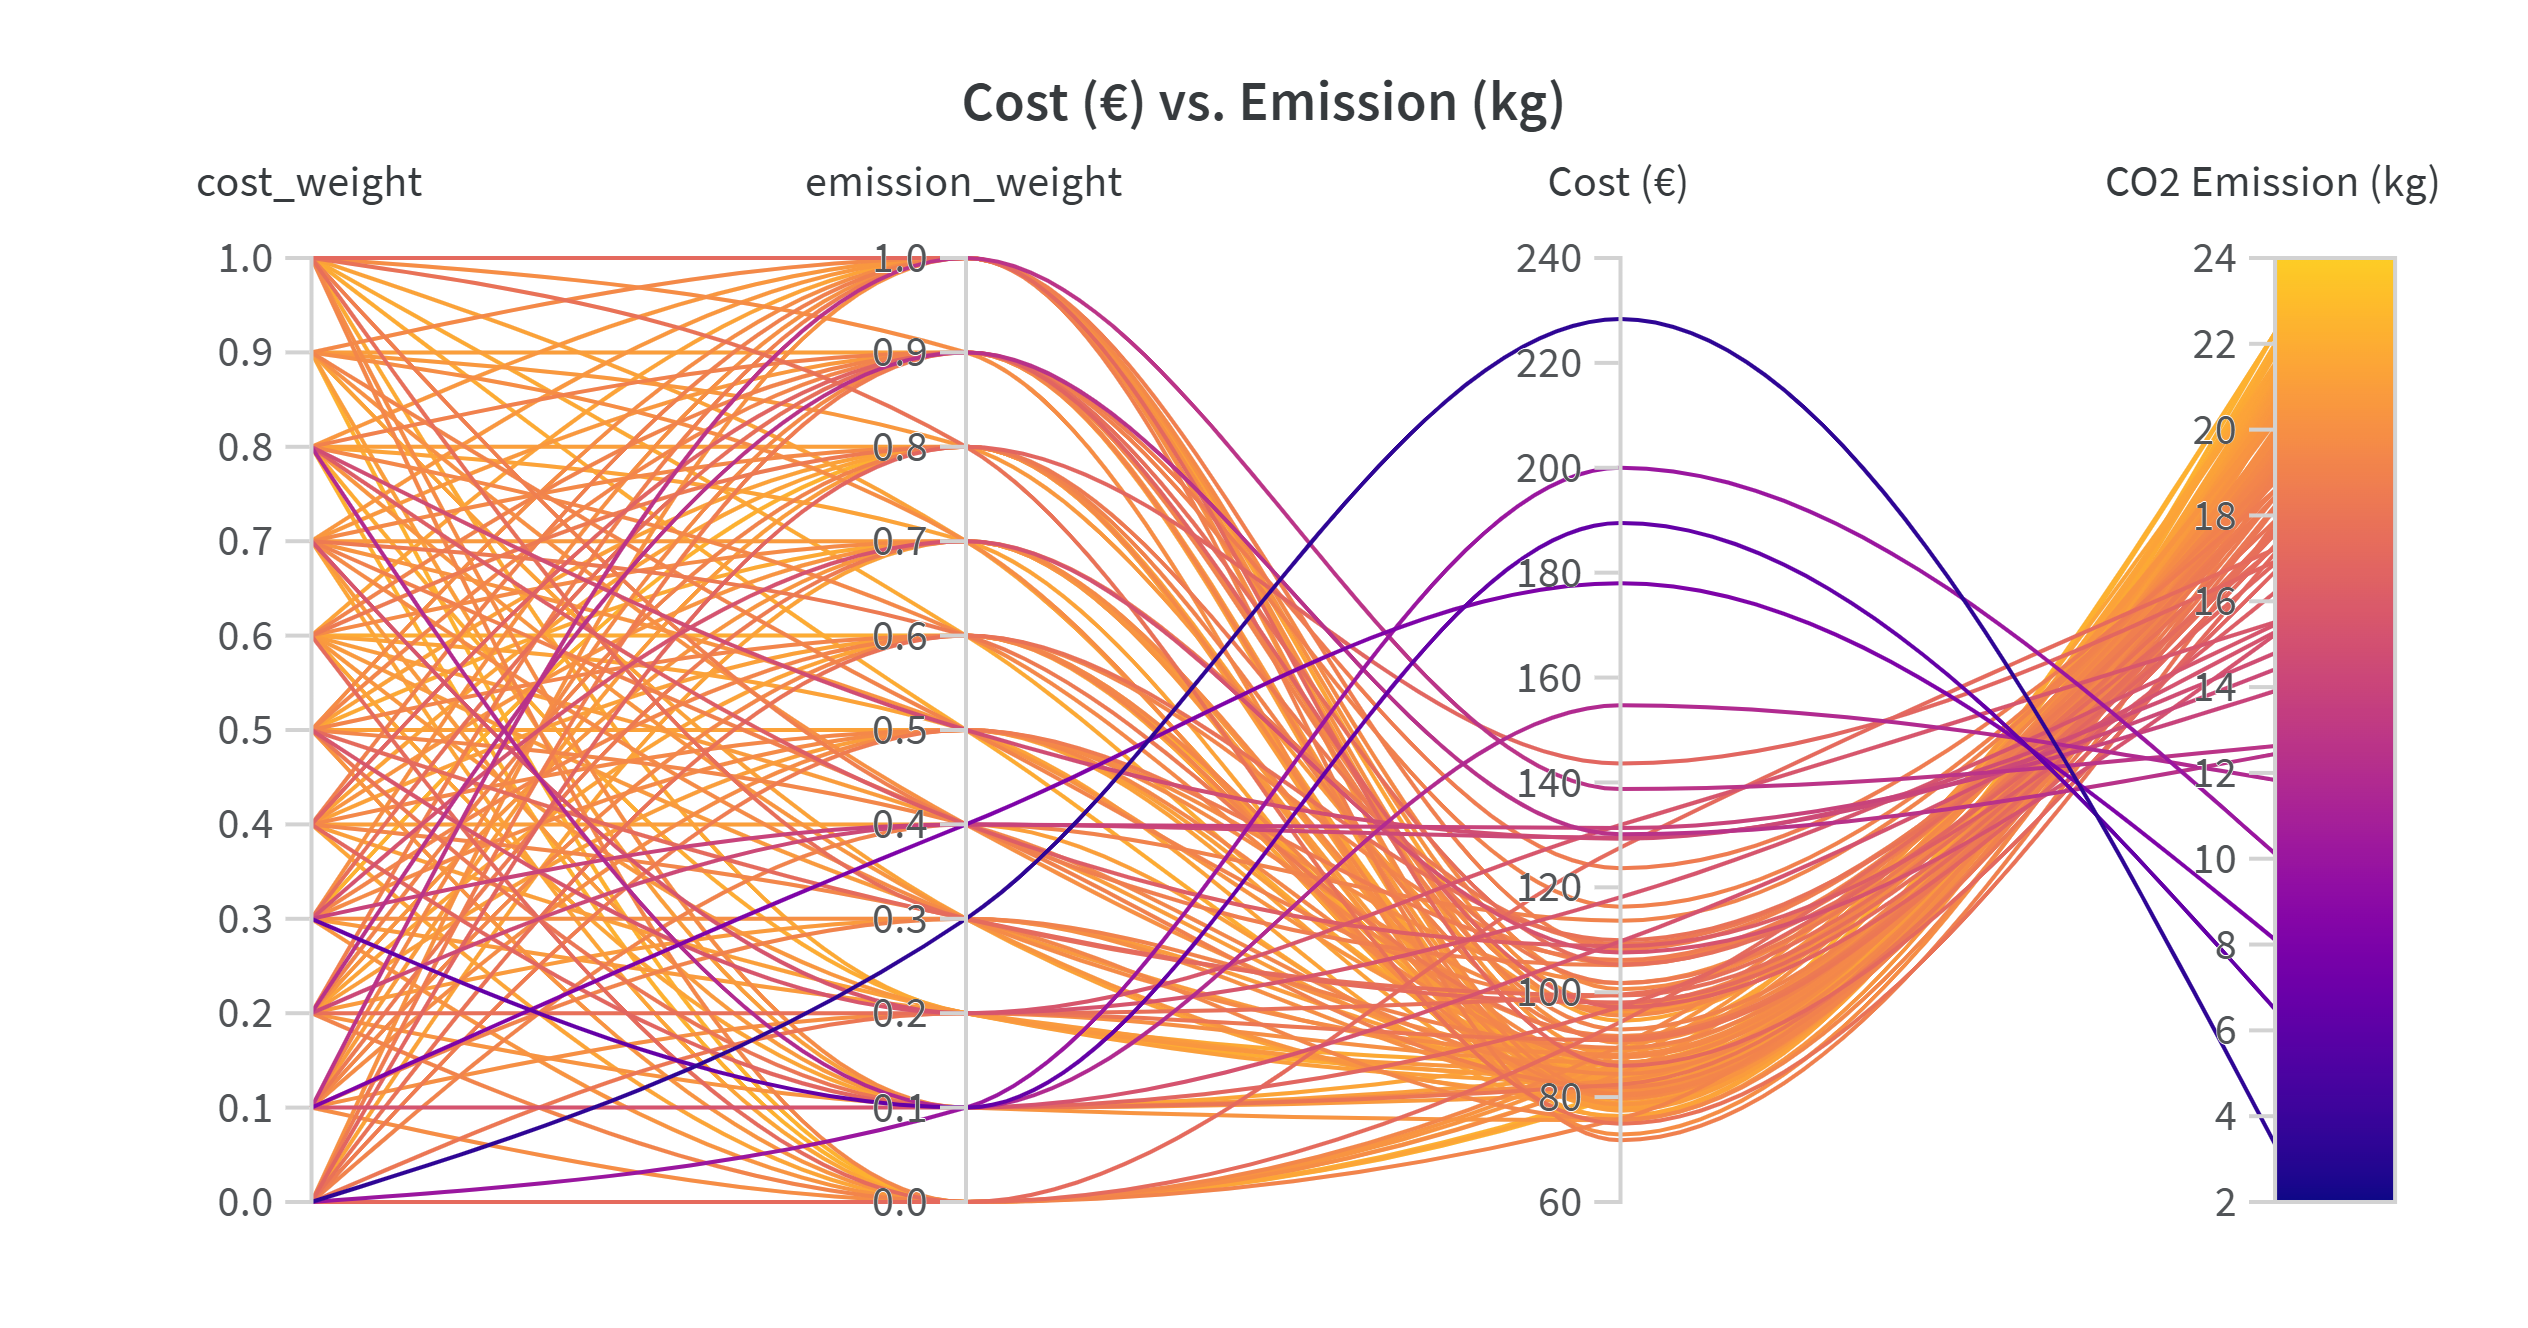 Cost (€) vs. Emission (kg)
cost_weight emission_weight Cost (€) CO2 Emission (kg)
1.0 1.0 240 24
0.9 0.9 220 22
0.8 0.8 200 20
0.7 0.7 180 18
0.6 0.6 160 16
0.5 0.5 140 14
0.4 0.4 120 12
0.3 0.3 100 10
0.2 0.2 80 8
0.1 0.1 60 6
0.0 0.0 4
2